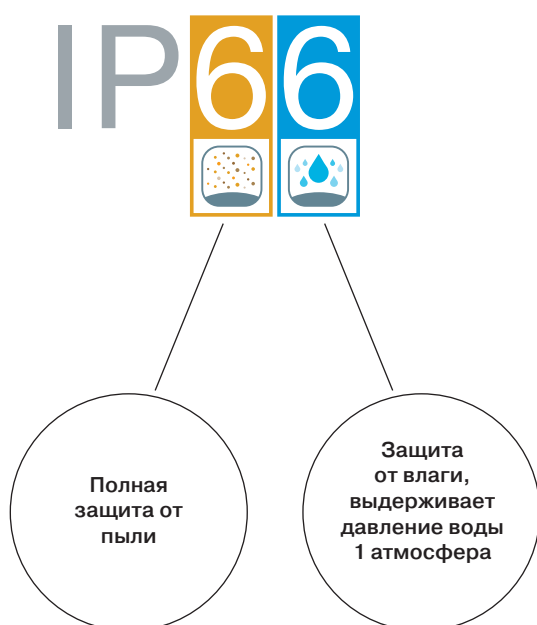 IP66
Полная
защита от
пыли
Защита
от влаги,
выдерживает
давление воды
1 атмосфера